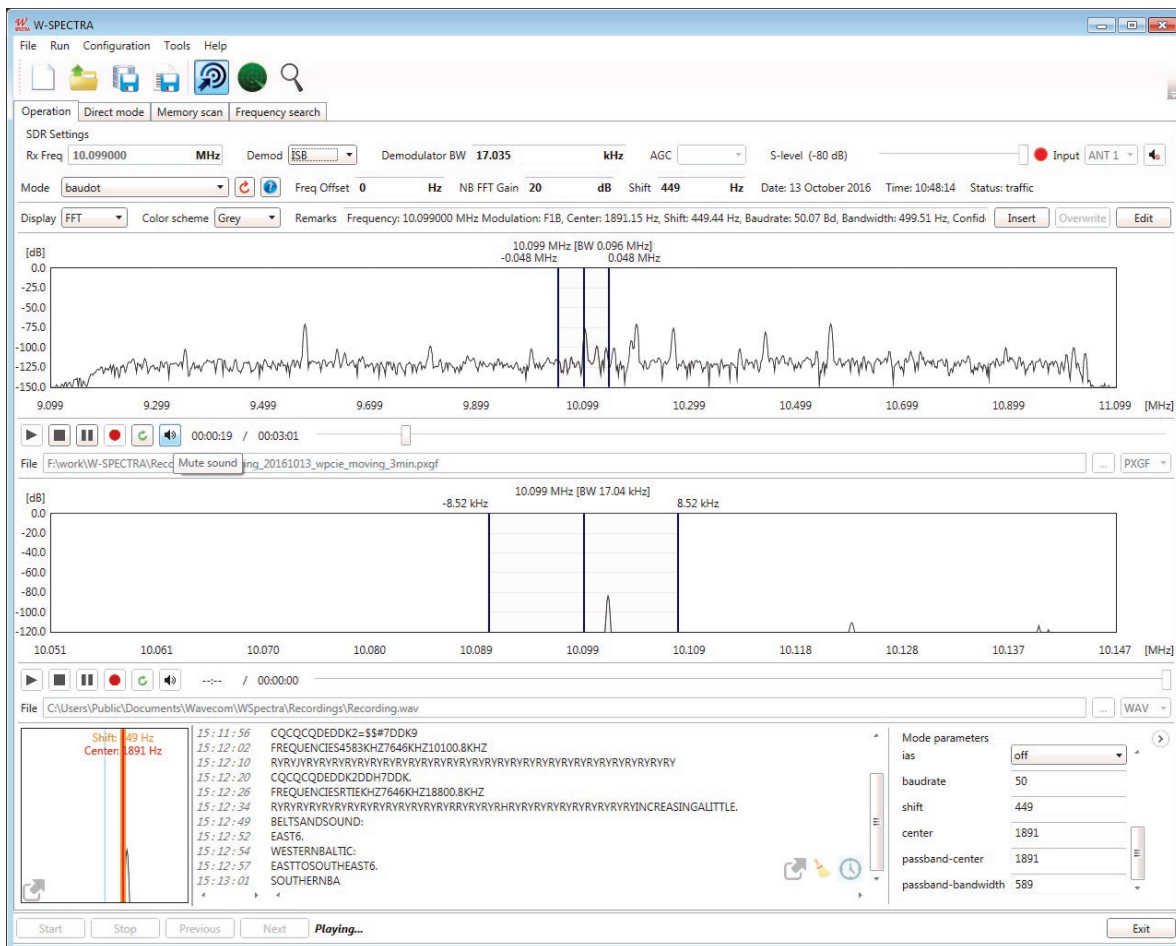 W-SPECTRA
File Run Configuration Tools Help
Operation Direct mode Memory scan Frequency search
SDR Settings
Rx Freq 10.099000 MHz Demod ISB Demodulator BW 17.035 kHz AGC S-level (-80 dB) Input ANT 1
Mode baudot Freq Offset 0 Hz NB FFT Gain 20 dB Shift 449 Hz Date: 13 October 2016 Time: 10:48:14 Status: traffic
Display FFT Color scheme Grey Remarks Frequency: 10.099000 MHz Modulation: F1B, Center: 1891.15 Hz, Shift: 449.44 Hz, Baudrate: 50.07 Bd, Bandwidth: 499.51 Hz, Confid Insert Overwrite Edit
10.099 MHz [BW 0.096 MHz]
[dB] -0.048 MHz 0.048 MHz
0.0
-25.0
-50.0
-75.0
-100.0
-125.0
-150.0
9.099 9.299 9.499 9.699 9.899 10.099 10.299 10.499 10.699 10.899 11.099 [MHz]
00:00:19 / 00:03:01
File F:\work\W-SPECTRA\Reco Mute sound ng_20161013_wpcie_moving_3min.pxgf ... PXGF
10.099 MHz [BW 17.04 kHz]
[dB] -8.52 kHz 8.52 kHz
0.0
-20.0
-40.0
-60.0
-80.0
-100.0
-120.0
10.051 10.061 10.070 10.080 10.089 10.099 10.109 10.118 10.128 10.137 10.147 [MHz]
--:-- / 00:00:00
File C:\Users\Public\Documents\Wavecom\WSpectra\Recordings\Recording.wav ... WAV
Shift: 449 Hz
Center: 1891 Hz
15:11:56 CQCQCQDEDDK2=$$#7DDK9
15:12:02 FREQUENCIES4583KHZ7646KHZ10100.8KHZ
15:12:10 RYRYJYRYRYRYRYRYRYRYRYRYRYRYRYRYRYRYRYRYRYRYRYRYRYRYRYRYRYRY
15:12:20 CQCQCQDEDDK2DDH7DDK.
15:12:26 FREQUENCIESRTIEKHZ7646KHZ18800.8KHZ
15:12:34 RYRYRYRYRYRYRYRYRYRYRYRYRYRRYRYRYRHRYRYRYRYRYRYRYRYRYINCREASINGALITTLE.
15:12:49 BELTSANDSOUND:
15:12:52 EAST6.
15:12:54 WESTERNBALTIC:
15:12:57 EASTTOSOUTHEAST6.
15:13:01 SOUTHERNBA
Mode parameters
ias off
baudrate 50
shift 449
center 1891
passband-center 1891
passband-bandwidth 589
Start Stop Previous Next Playing... Exit